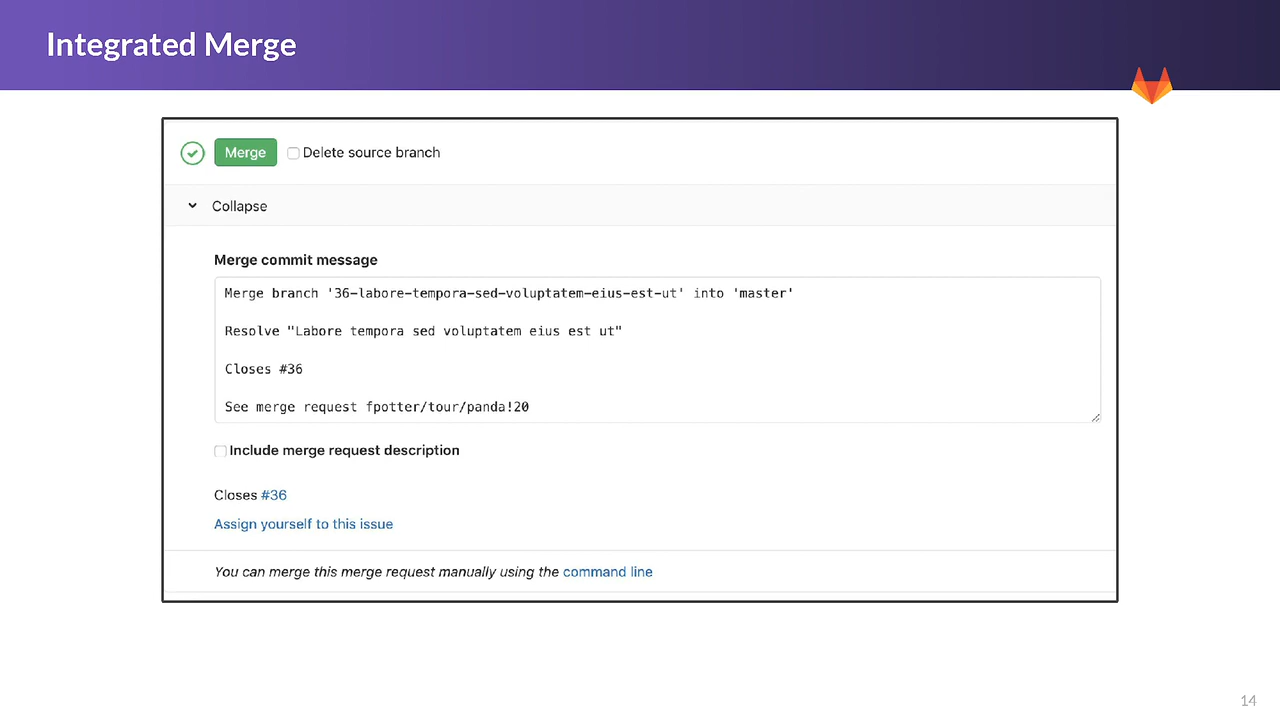 Integrated Merge
Merge Delete source branch
Collapse
Merge commit message
Merge branch '36-labore-tempora-sed-voluptatem-eius-est-ut' into 'master'
Resolve "Labore tempora sed voluptatem eius est ut"
Closes #36
See merge request fpotter/tour/panda!20
Include merge request description
Closes #36
Assign yourself to this issue
You can merge this merge request manually using the command line
14